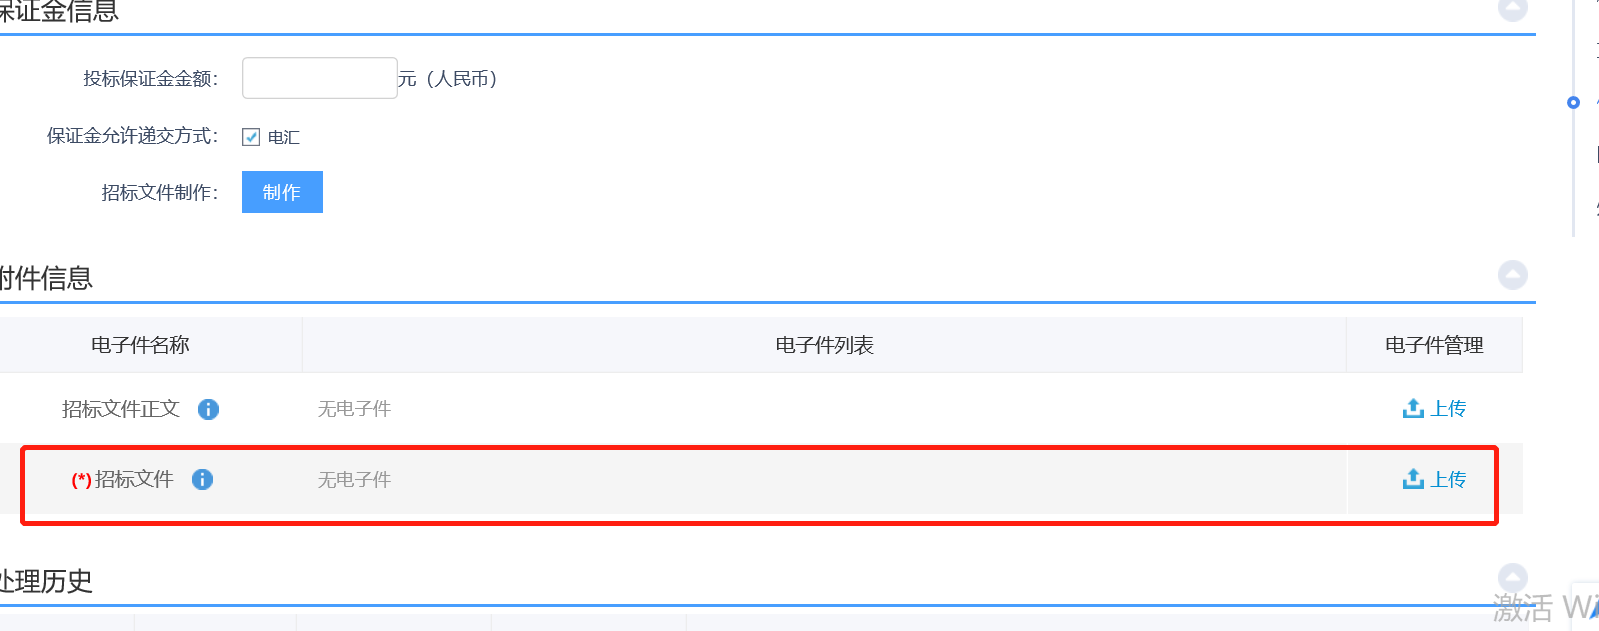 保证金信息
投标保证金金额： 元（人民币）
保证金允许递交方式： 电汇
招标文件制作： 制作
附件信息
电子件名称 电子件列表 电子件管理
招标文件正文 无电子件 上传
(*)招标文件 无电子件 上传
处理历史
激活